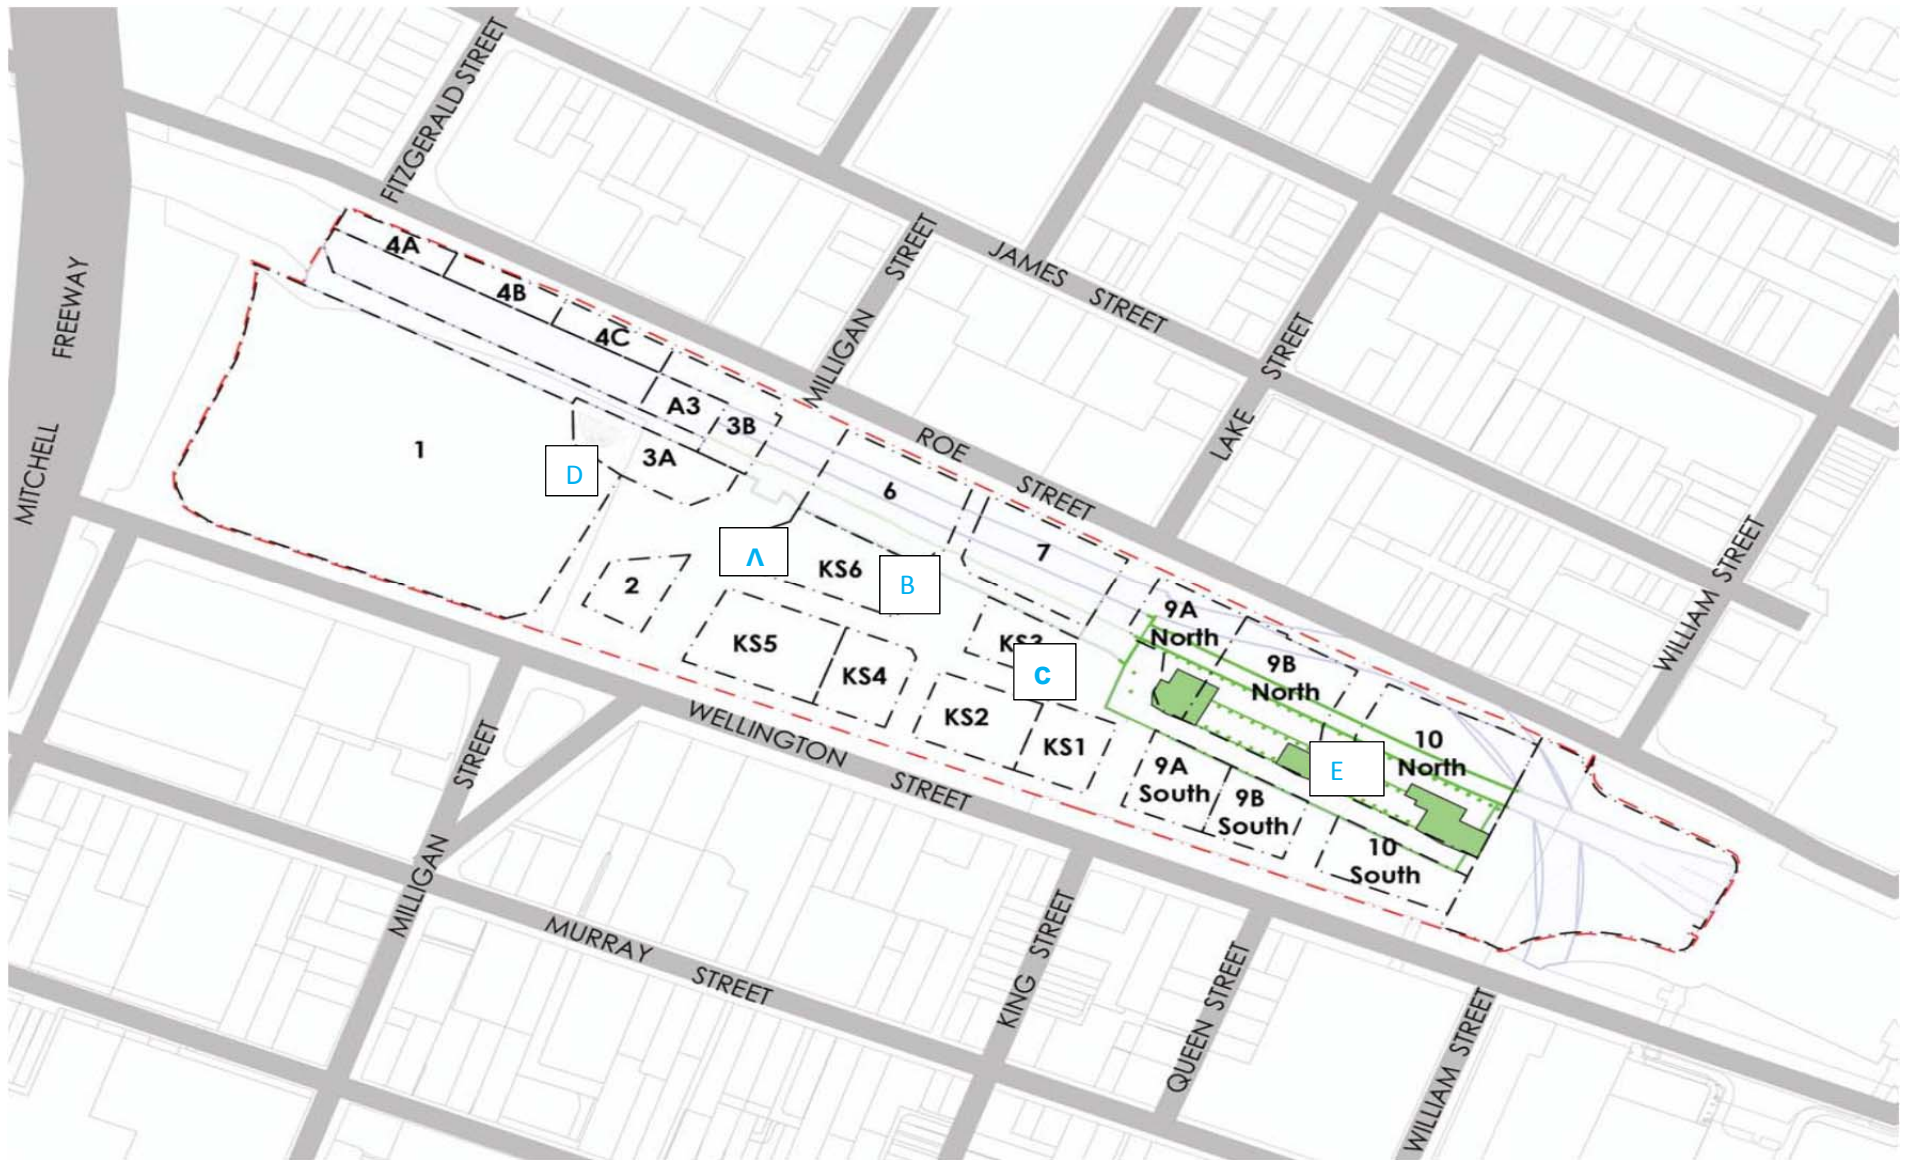 FITZGERALD STREET
MITCHELL FREEWAY
MILLIGAN STREET
JAMES STREET
LAKE STREET
ROE STREET
WILLIAM STREET
4A
4B
4C
A3
3B
3A
1
D
2
6
7
Λ
KS6
B
KS5
KS4
KS3
C
KS2
KS1
9A
North
9B
North
10
North
E
9A
South
9B
South
10
South
WELLINGTON STREET
MILLIGAN STREET
MURRAY STREET
KING STREET
QUEEN STREET
WILLIAM STREET